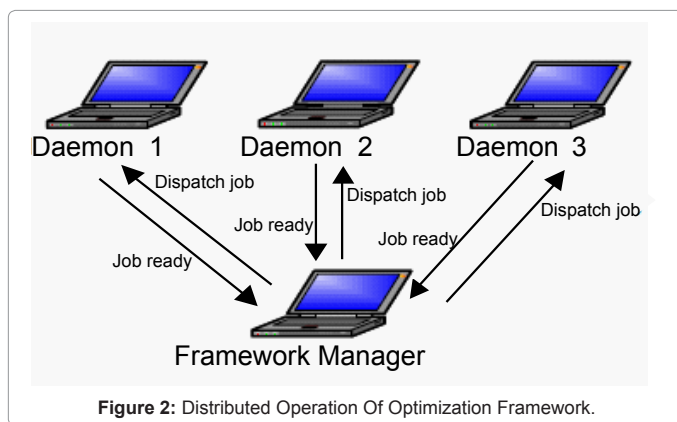 Daemon 1
Daemon 2
Daemon 3
Dispatch job
Dispatch job
Dispatch job
Job ready
Job ready
Job ready
Framework Manager
Figure 2: Distributed Operation Of Optimization Framework.